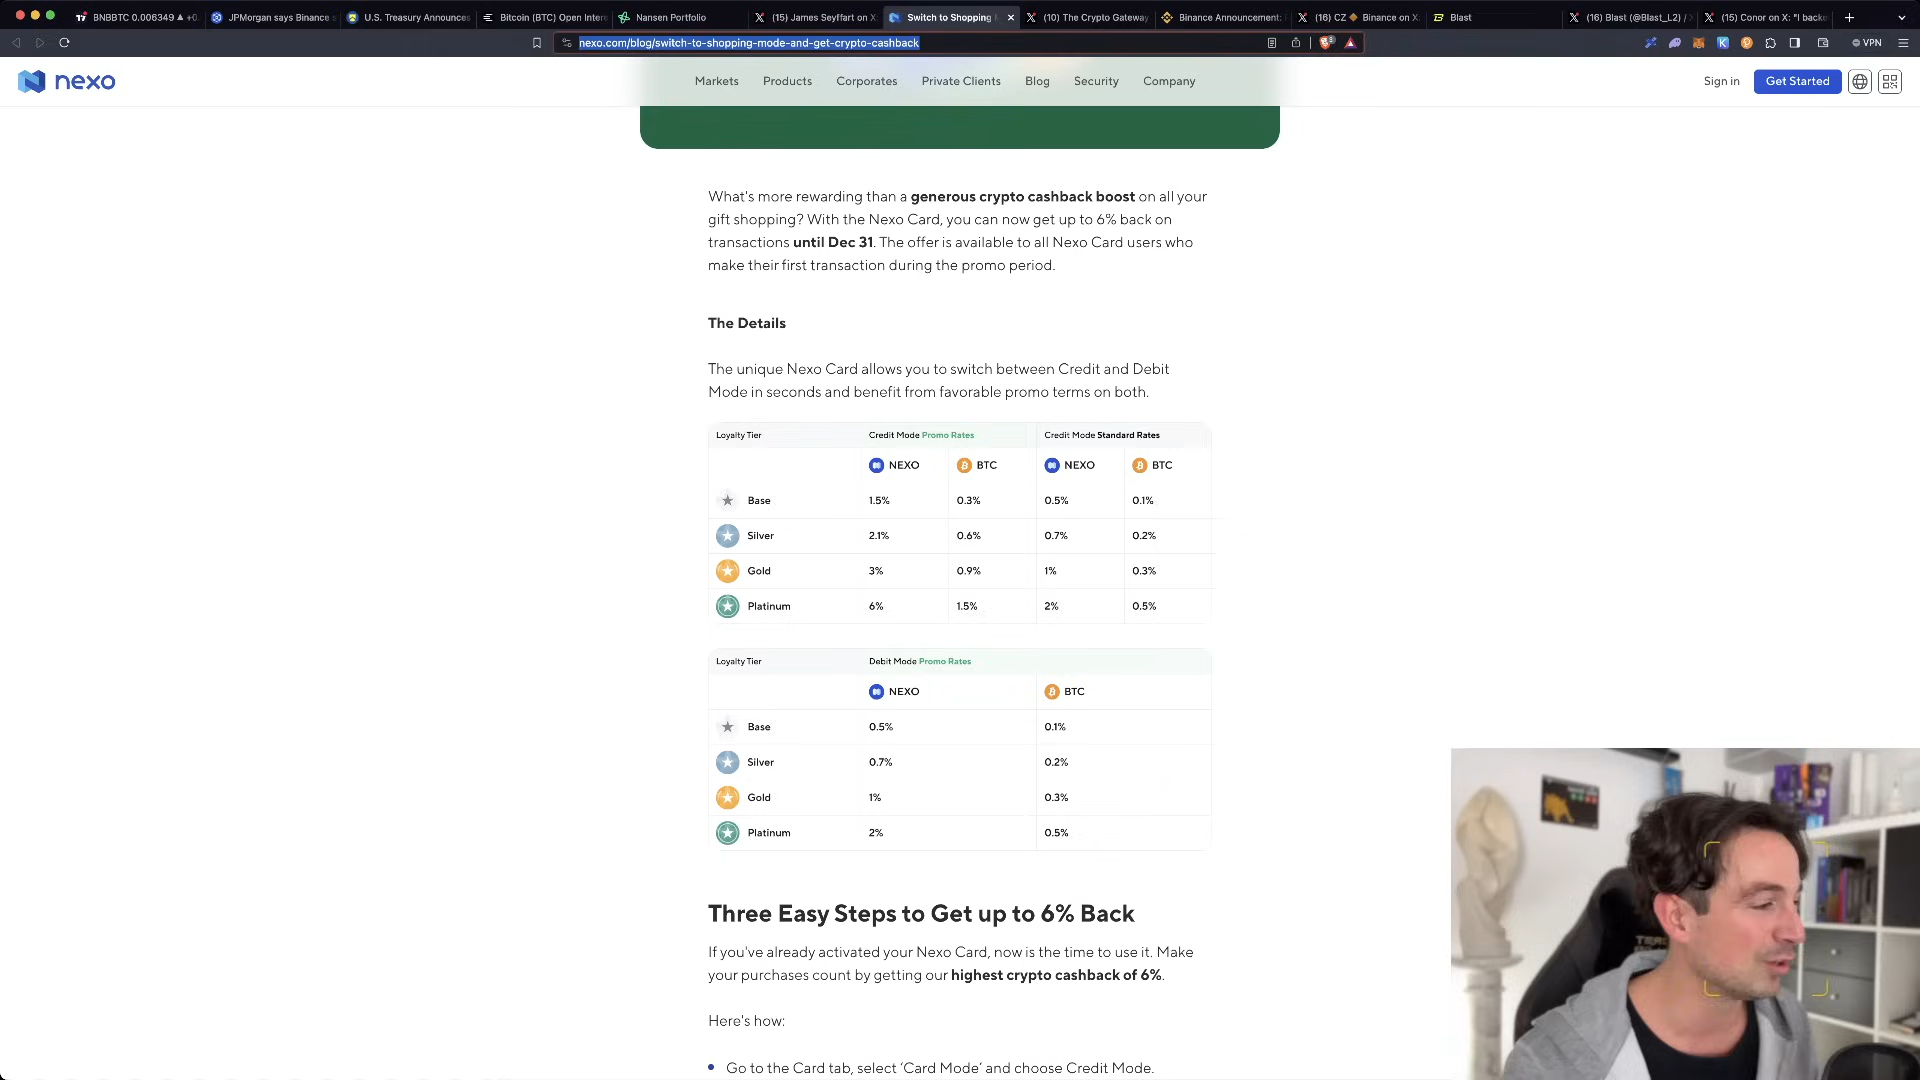 BNBBTC 0.006349 ▲ +0.
JPMorgan says Binance s
U.S. Treasury Announces
Bitcoin (BTC) Open Intere
Nansen Portfolio
(15) James Seyffart on X:
Switch to Shopping M
(10) The Crypto Gateway
Binance Announcement:
(16) CZ 🔶 Binance on X:
Blast
(16) Blast (@Blast_L2) / X
(15) Conor on X: "I backe
nexo.com/blog/switch-to-shopping-mode-and-get-crypto-cashback
VPN
nexo
Markets
Products
Corporates
Private Clients
Blog
Security
Company
Sign in
Get Started
What's more rewarding than a generous crypto cashback boost on all your
gift shopping? With the Nexo Card, you can now get up to 6% back on
transactions until Dec 31. The offer is available to all Nexo Card users who
make their first transaction during the promo period.
The Details
The unique Nexo Card allows you to switch between Credit and Debit
Mode in seconds and benefit from favorable promo terms on both.
Loyalty Tier Credit Mode Promo Rates Credit Mode Standard Rates
NEXO BTC NEXO BTC
Base 1.5% 0.3% 0.5% 0.1%
Silver 2.1% 0.6% 0.7% 0.2%
Gold 3% 0.9% 1% 0.3%
Platinum 6% 1.5% 2% 0.5%
Loyalty Tier Debit Mode Promo Rates
NEXO BTC
Base 0.5% 0.1%
Silver 0.7% 0.2%
Gold 1% 0.3%
Platinum 2% 0.5%
Three Easy Steps to Get up to 6% Back
If you've already activated your Nexo Card, now is the time to use it. Make
your purchases count by getting our highest crypto cashback of 6%.
Here's how:
• Go to the Card tab, select ‘Card Mode’ and choose Credit Mode.